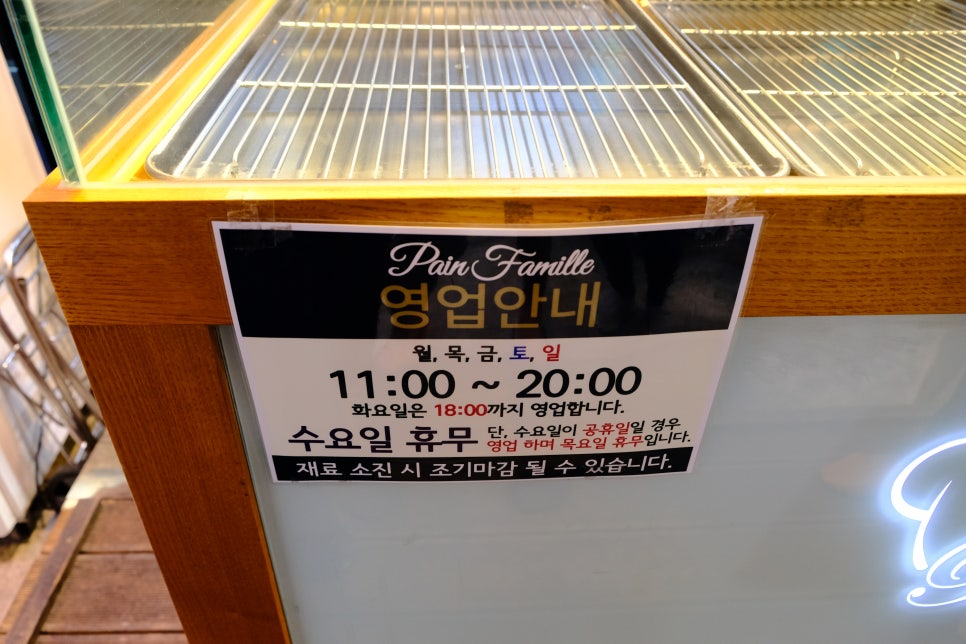 Pain Famille
영업안내
월, 목, 금, 토, 일
11:00 ~ 20:00
화요일은 18:00까지 영업합니다.
수요일 휴무
단, 수요일이 공휴일일 경우
영업 하며 목요일 휴무입니다.
재료 소진 시 조기마감 될 수 있습니다.